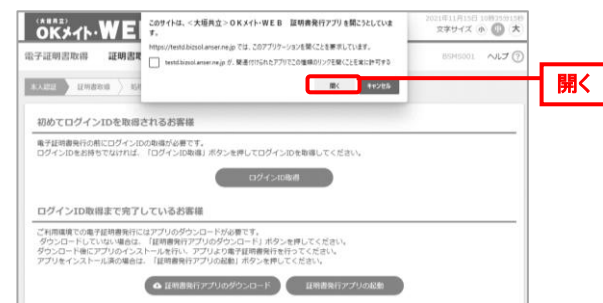 (大垣共立)
OKメイト・WE
このサイトは、<大垣共立>OKメイト・WEB 証明書発行アプリ を開こうとしていま
す。
https://testd.bizsol.anser.ne.jp では、このアプリケーションを開くことを要求しています。
testd.bizsol.anser.ne.jp が、関連付けられたアプリでこの種類のリンクを開くことを常に許可する
開く
キャンセル
2021年11月15日 10時39分15秒
文字サイズ 小 中 大
電子証明書取得
証明書
BSMS001
ヘルプ ?
開く
本人認証
証明書取得
初めてログインIDを取得されるお客様
電子証明書発行の前にログインIDの取得が必要です。
ログインIDをお持ちでなければ、「ログインID取得」ボタンを押してログインIDを取得してください。
ログインID取得
ログインID取得まで完了しているお客様
ご利用環境での電子証明書発行にはアプリのダウンロードが必要です。
ダウンロードしていない場合は、「証明書発行アプリのダウンロード」ボタンを押してください。
ダウンロード後にアプリのインストールを行い、アプリより電子証明書発行を行ってください。
アプリをインストール済の場合は、「証明書発行アプリの起動」ボタンを押してください。
証明書発行アプリのダウンロード
証明書発行アプリの起動